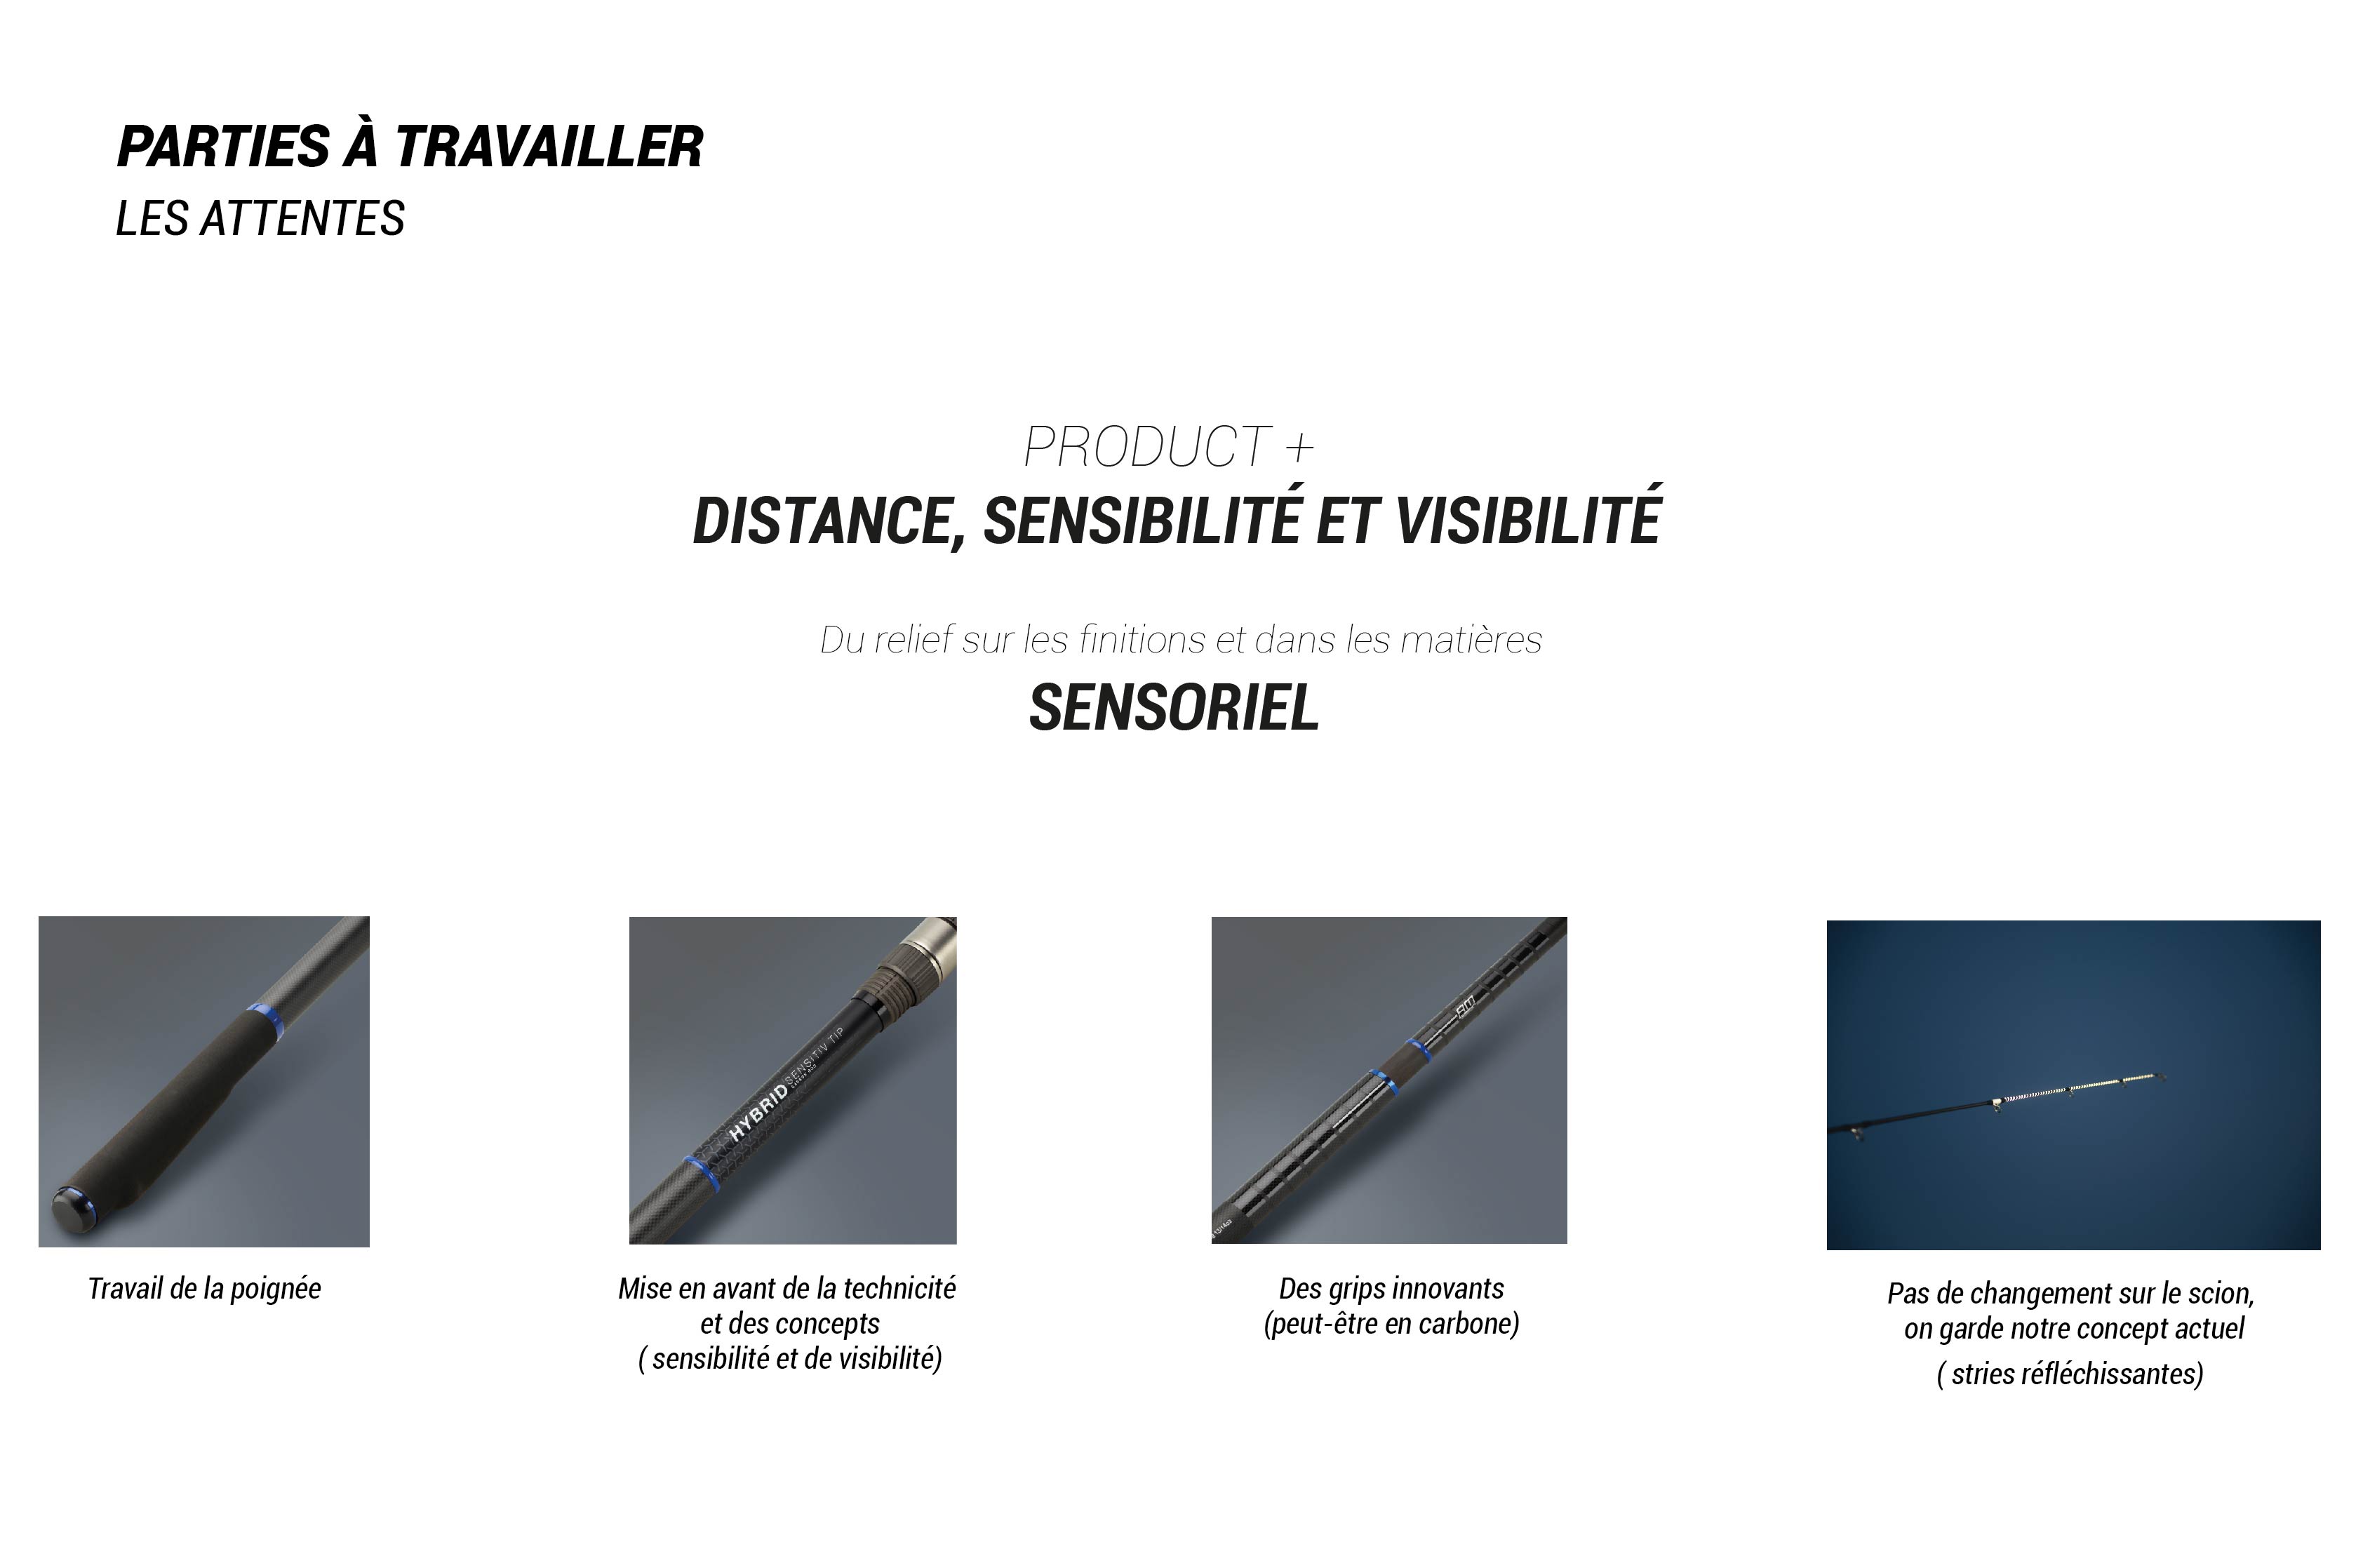 PARTIES À TRAVAILLER
LES ATTENTES
PRODUCT +
DISTANCE, SENSIBILITÉ ET VISIBILITÉ
Du relief sur les finitions et dans les matières
SENSORIEL
HYBRID SENSITIV TIP
Travail de la poignée
Mise en avant de la technicité
et des concepts
( sensibilité et de visibilité)
Des grips innovants
(peut-être en carbone)
Pas de changement sur le scion,
on garde notre concept actuel
( stries réfléchissantes)